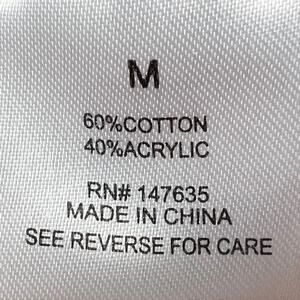 M
60%COTTON
40%ACRYLIC
RN# 147635
MADE IN CHINA
SEE REVERSE FOR CARE